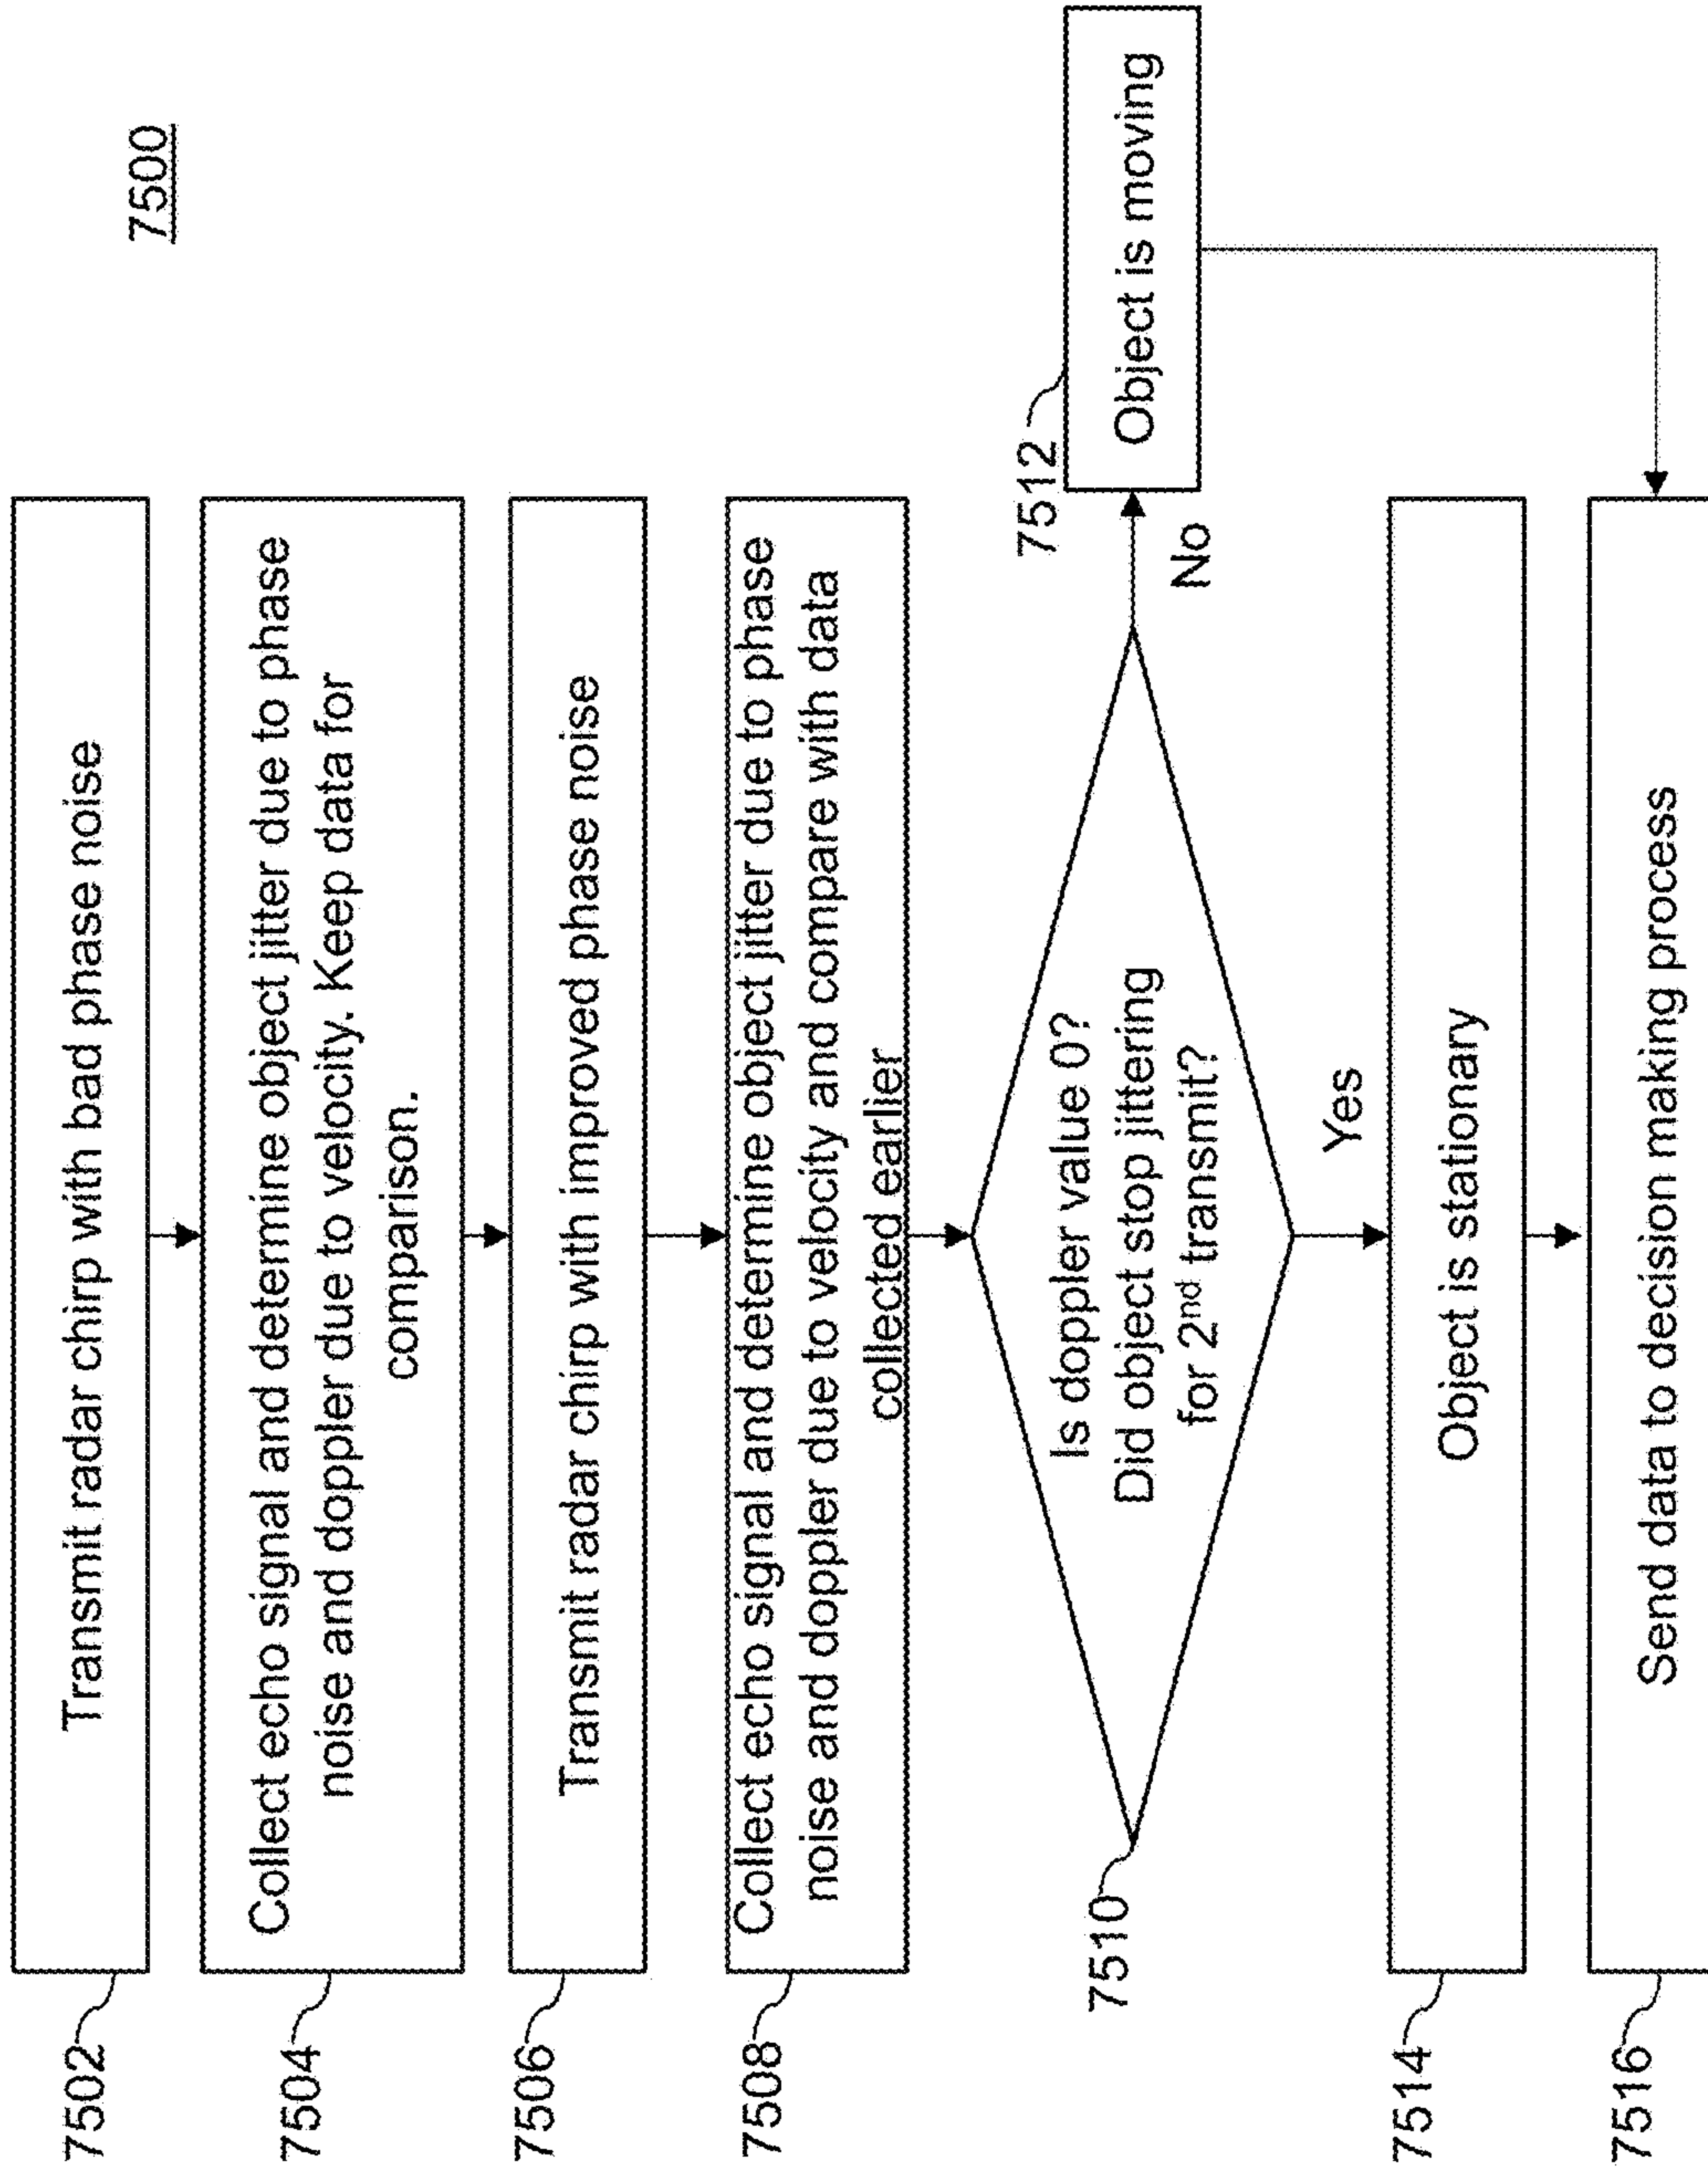 7500
7502
Transmit radar chirp with bad phase noise
7504
Collect echo signal and determine object jitter due to phase
noise and doppler due to velocity. Keep data for
comparison.
7506
Transmit radar chirp with improved phase noise
7508
Collect echo signal and determine object jitter due to phase
noise and doppler due to velocity and compare with data
collected earlier
7510
Is doppler value 0?
Did object stop jittering
for 2nd transmit?
No
7512
Object is moving
Yes
7514
Object is stationary
7516
Send data to decision making process